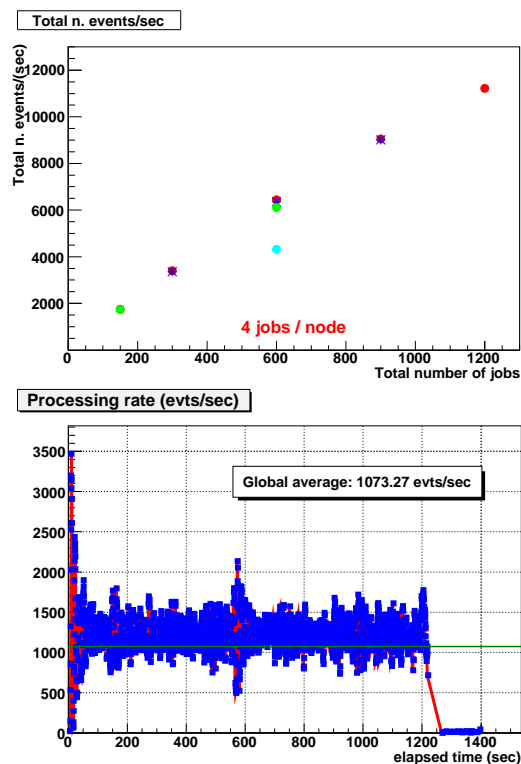 Total n. events/sec
Total n. events/(sec)
12000
10000
8000
6000
4000
2000
4 jobs / node
0 200 400 600 800 1000 1200
Total number of jobs
Processing rate (evts/sec)
3500
Global average: 1073.27 evts/sec
3000
2500
2000
1500
1000
500
0
0 200 400 600 800 1000 1200 1400
elapsed time (sec)